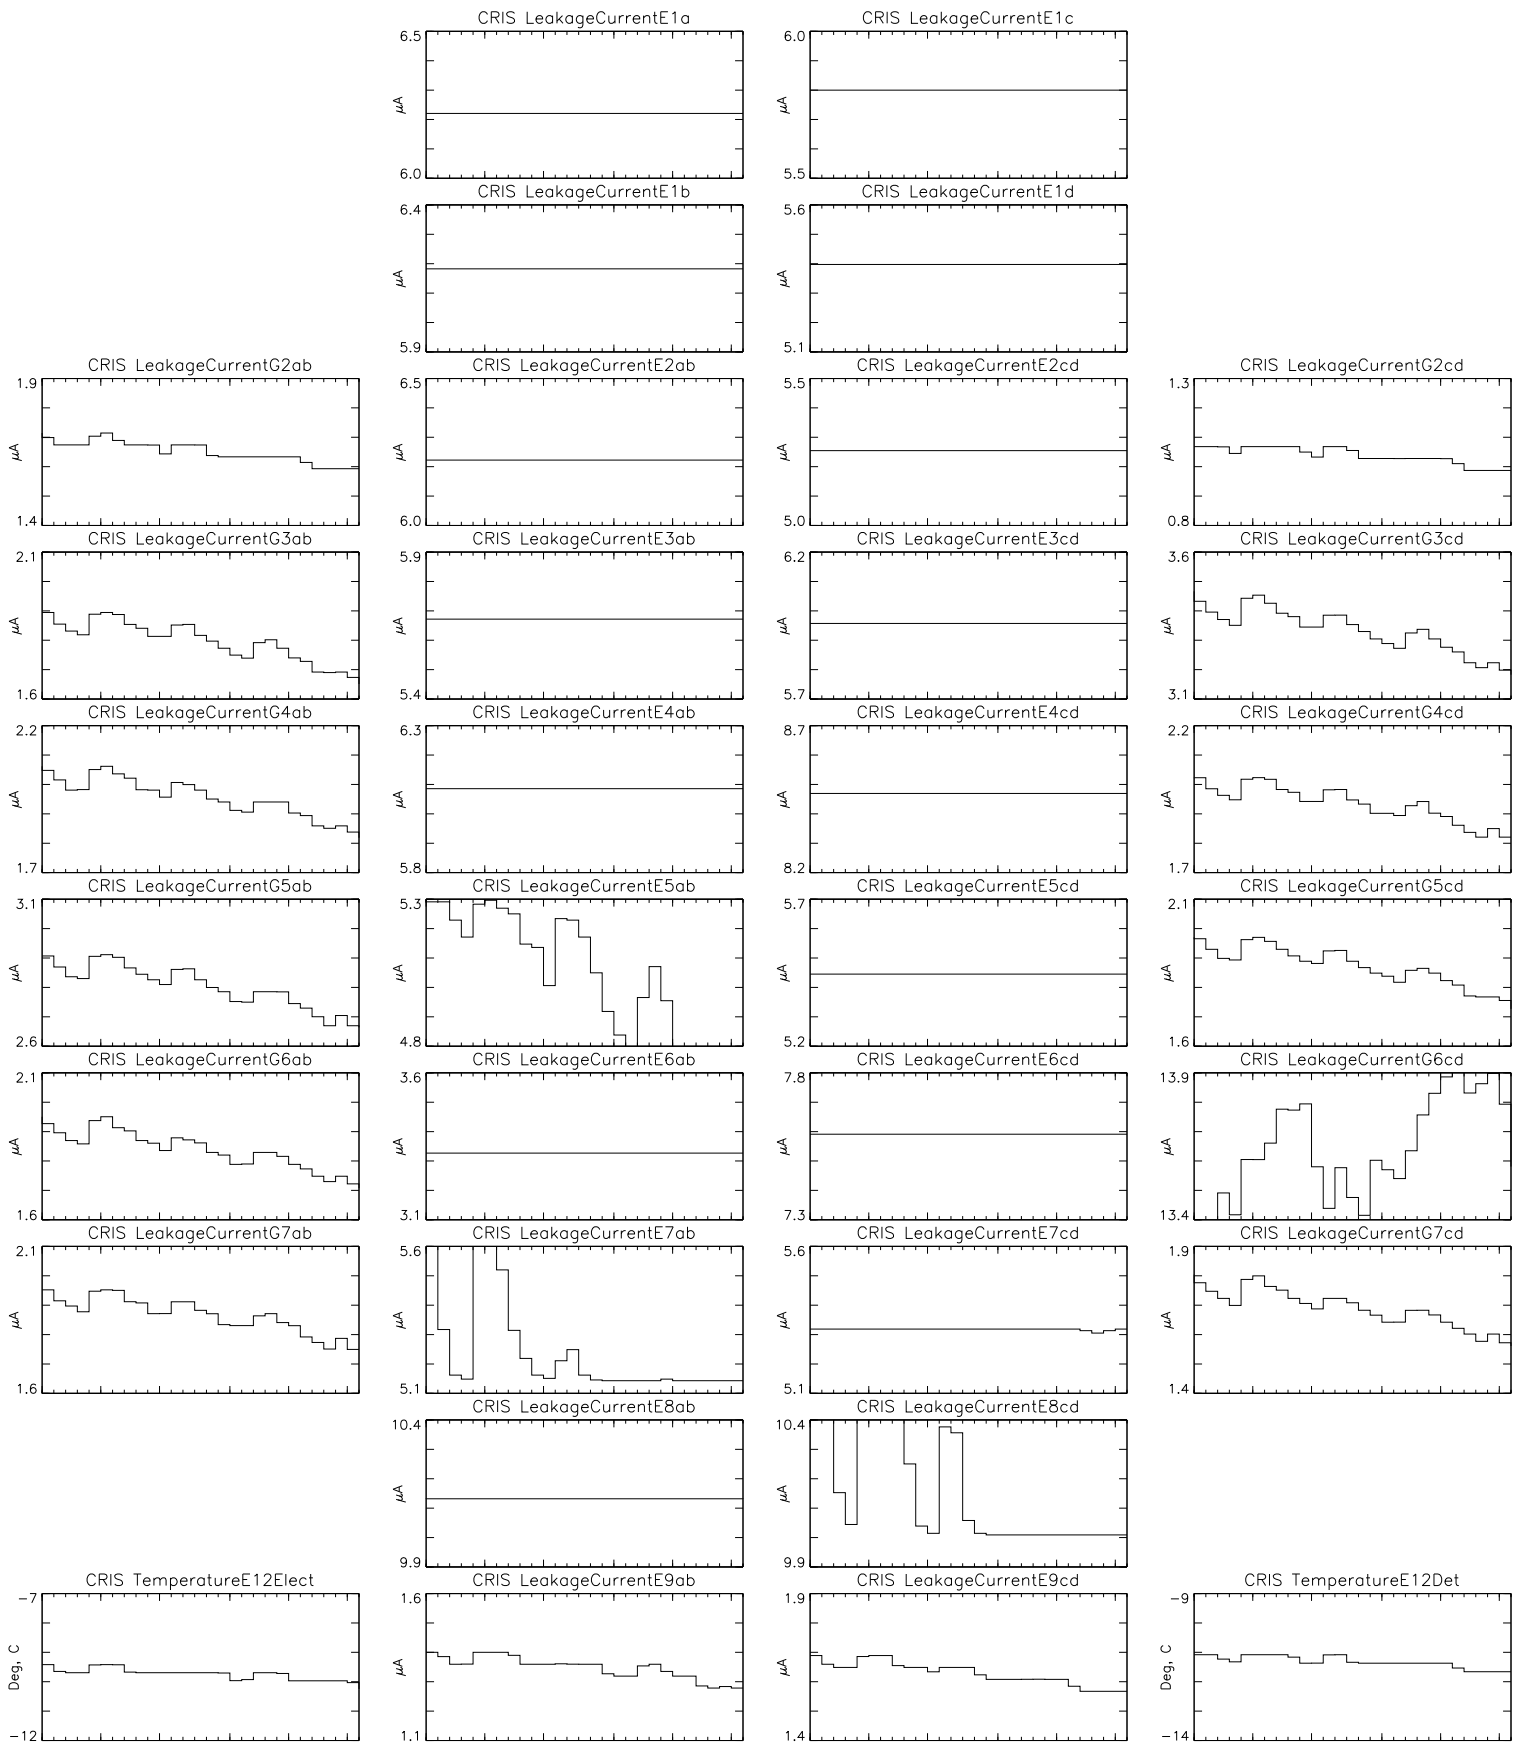 CRIS LeakageCurrentE1a CRIS LeakageCurrentE1c
6.5 6.0
µA µA
6.0 5.5
CRIS LeakageCurrentE1b CRIS LeakageCurrentE1d
6.4 5.6
µA µA
5.9 5.1
CRIS LeakageCurrentG2ab CRIS LeakageCurrentE2ab CRIS LeakageCurrentE2cd CRIS LeakageCurrentG2cd
1.9 6.5 5.5 1.3
µA µA µA µA
1.4 6.0 5.0 0.8
CRIS LeakageCurrentG3ab CRIS LeakageCurrentE3ab CRIS LeakageCurrentE3cd CRIS LeakageCurrentG3cd
2.1 5.9 6.2 3.6
µA µA µA µA
1.6 5.4 5.7 3.1
CRIS LeakageCurrentG4ab CRIS LeakageCurrentE4ab CRIS LeakageCurrentE4cd CRIS LeakageCurrentG4cd
2.2 6.3 8.7 2.2
µA µA µA µA
1.7 5.8 8.2 1.7
CRIS LeakageCurrentG5ab CRIS LeakageCurrentE5ab CRIS LeakageCurrentE5cd CRIS LeakageCurrentG5cd
3.1 5.3 5.7 2.1
µA µA µA µA
2.6 4.8 5.2 1.6
CRIS LeakageCurrentG6ab CRIS LeakageCurrentE6ab CRIS LeakageCurrentE6cd CRIS LeakageCurrentG6cd
2.1 3.6 7.8 13.9
µA µA µA µA
1.6 3.1 7.3 13.4
CRIS LeakageCurrentG7ab CRIS LeakageCurrentE7ab CRIS LeakageCurrentE7cd CRIS LeakageCurrentG7cd
2.1 5.6 5.6 1.9
µA µA µA µA
1.6 5.1 5.1 1.4
CRIS LeakageCurrentE8ab CRIS LeakageCurrentE8cd
10.4 10.4
µA µA
9.9 9.9
CRIS TemperatureE12Elect CRIS LeakageCurrentE9ab CRIS LeakageCurrentE9cd CRIS TemperatureE12Det
-7 1.6 1.9 -9
Deg, C µA µA Deg, C
-12 1.1 1.4 -14